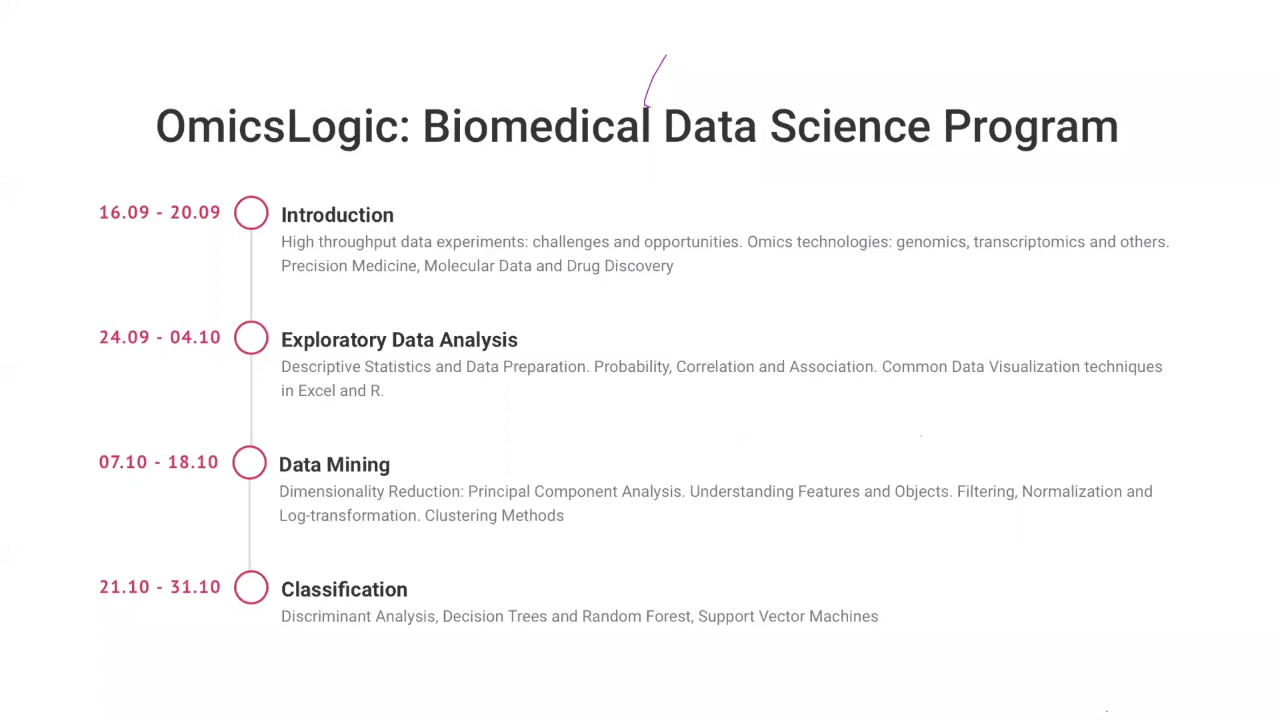 OmicsLogic: Biomedical Data Science Program
16.09 - 20.09
Introduction
High throughput data experiments: challenges and opportunities. Omics technologies: genomics, transcriptomics and others.
Precision Medicine, Molecular Data and Drug Discovery
24.09 - 04.10
Exploratory Data Analysis
Descriptive Statistics and Data Preparation. Probability, Correlation and Association. Common Data Visualization techniques
in Excel and R.
07.10 - 18.10
Data Mining
Dimensionality Reduction: Principal Component Analysis. Understanding Features and Objects. Filtering, Normalization and
Log-transformation. Clustering Methods
21.10 - 31.10
Classification
Discriminant Analysis, Decision Trees and Random Forest, Support Vector Machines